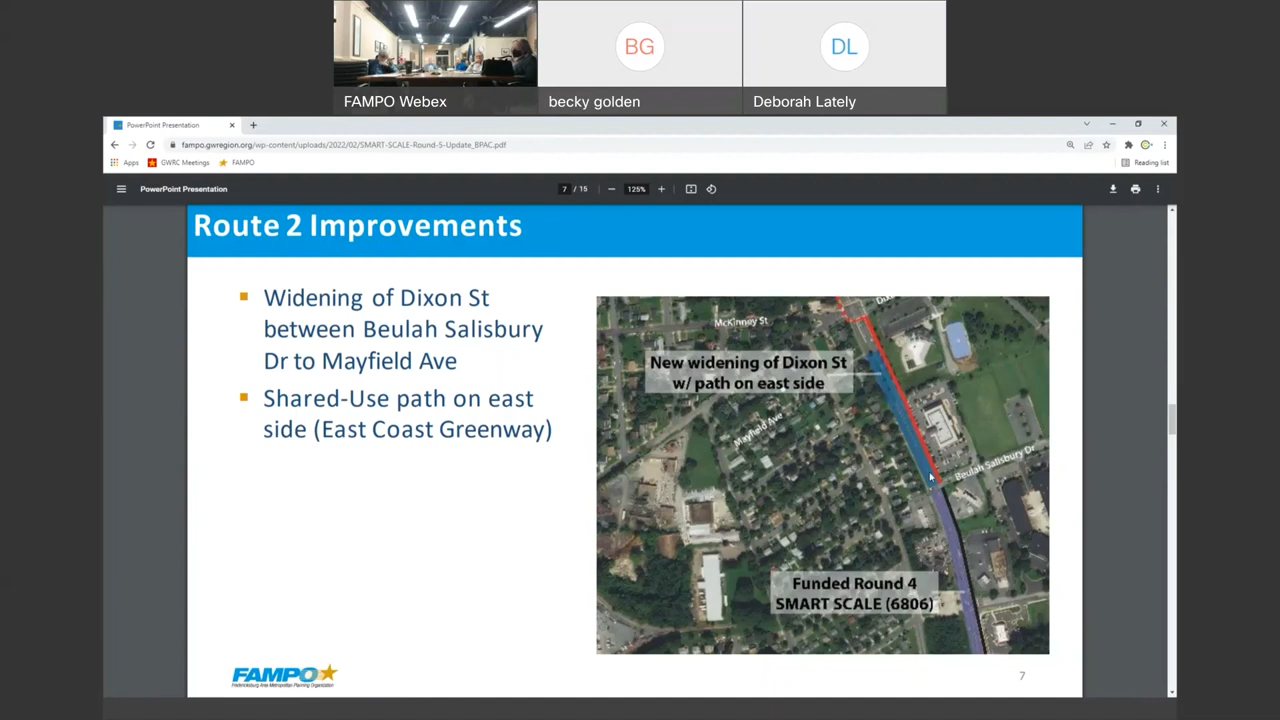 BG
DL
FAMPO Webex
becky golden
Deborah Lately
PowerPoint Presentation
fampo.gwregion.org/wp-content/uploads/2022/02/SMART-SCALE-Round-5-Update_BPAC.pdf
Apps
GWRC Meetings
FAMPO
Reading list
PowerPoint Presentation
7 / 15
125%
Route 2 Improvements
Widening of Dixon St
between Beulah Salisbury
Dr to Mayfield Ave
Shared-Use path on east
side (East Coast Greenway)
McKinney St
New widening of Dixon St
w/ path on east side
Mayfield Ave
Beulah Salisbury Dr
Funded Round 4
SMART SCALE (6806)
FAMPO
Fredericksburg Area Metropolitan Planning Organization
7